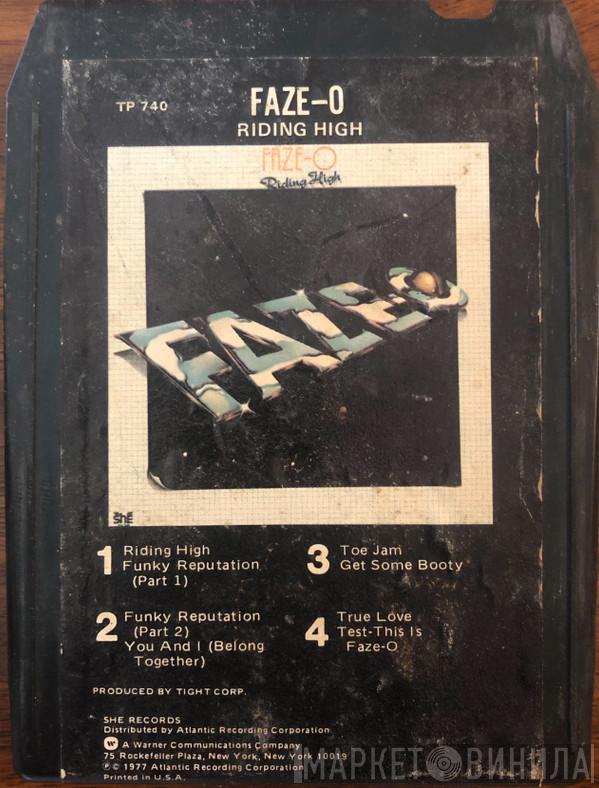 TP 740
FAZE-O
RIDING HIGH
FAZE-O
Riding High
FAZE-O
SHE
1 Riding High
Funky Reputation
(Part 1)
2 Funky Reputation
(Part 2)
You And I (Belong
Together)
3 Toe Jam
Get Some Booty
4 True Love
Test-This Is
Faze-O
PRODUCED BY TIGHT CORP.
SHE RECORDS
Distributed by Atlantic Recording Corporation
A Warner Communications Company
75 Rockefeller Plaza, New York, New York 10019
℗© 1977 Atlantic Recording Corporation
Printed in U.S.A.
МАРКЕТ ВИНИЛА